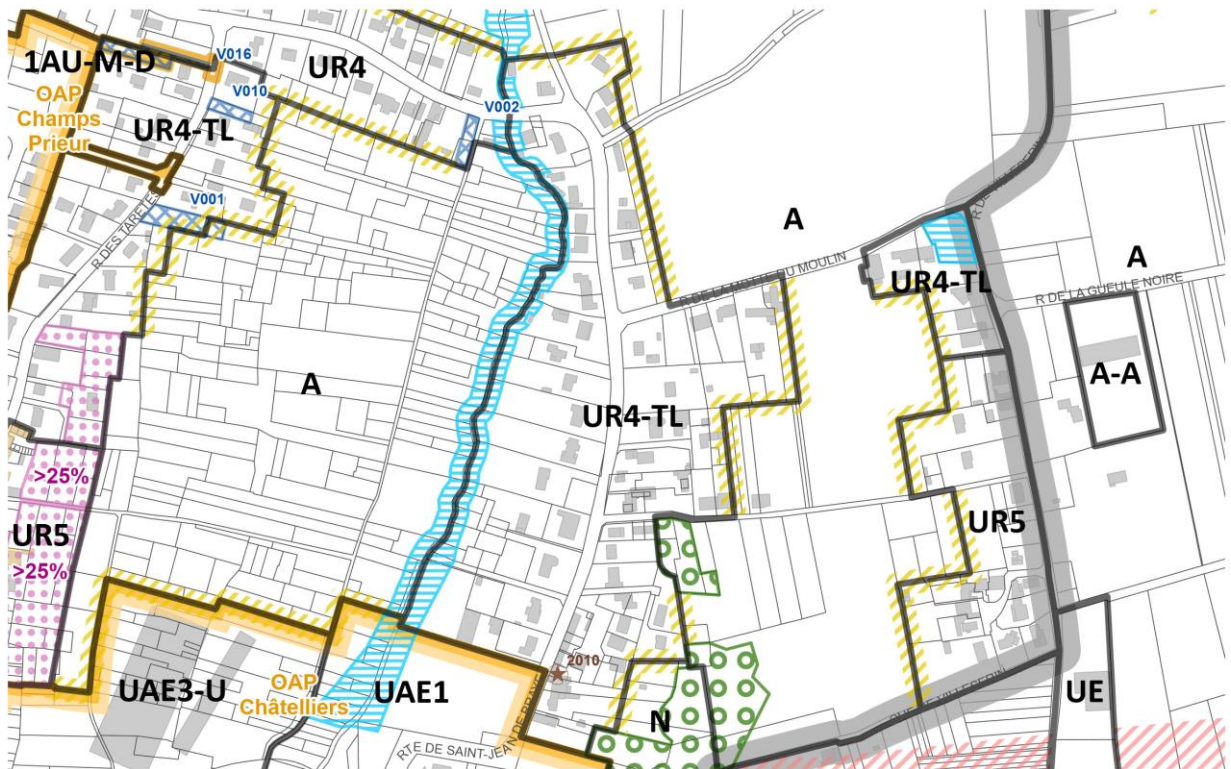 1AU-M-D
V016
UR4
OAP
Champs
Prieur
V010
V002
UR4-TL
V001
R DES TARETES
A
R DE LA MOTTE DU MOULIN
UR4-TL
A
R DE LA GUEULE NOIRE
A-A
A
UR4-TL
>25%
UR5
>25%
UR5
2010
UAE3-U
OAP
Châtelliers
UAE1
N
UE
RTE DE SAINT-JEAN DE